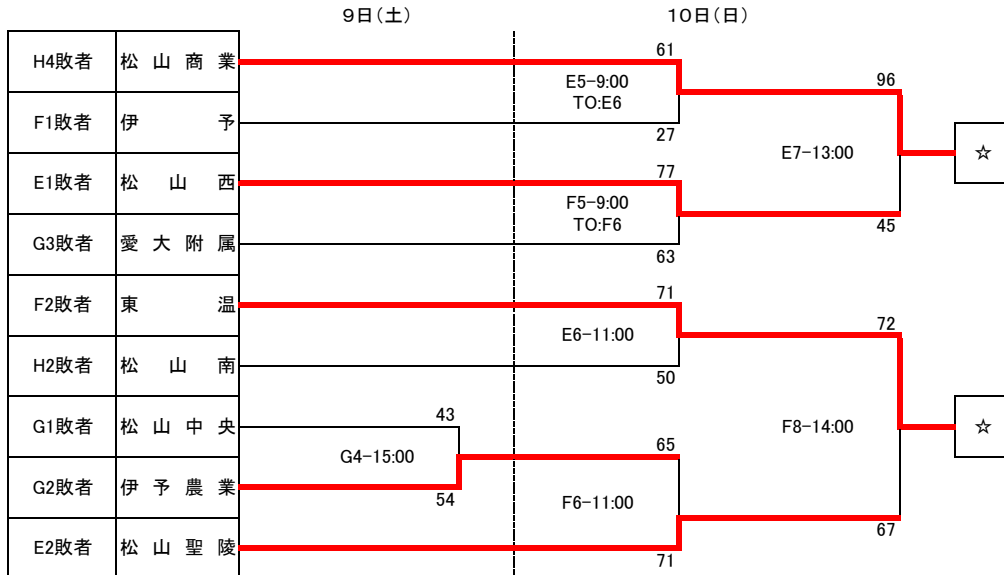 9日(土) 10日(日)
H4敗者 松山商業 61
E5-9:00 96
TO:E6
F1敗者 伊予 27
E7-13:00 ☆
E1敗者 松山西 77
F5-9:00
TO:F6 45
G3敗者 愛大附属 63
F2敗者 東温 71
E6-11:00 72
H2敗者 松山南 50
G1敗者 松山中央 43
F8-14:00 ☆
G4-15:00 65
G2敗者 伊予農業 54
F6-11:00 67
E2敗者 松山聖陵 71